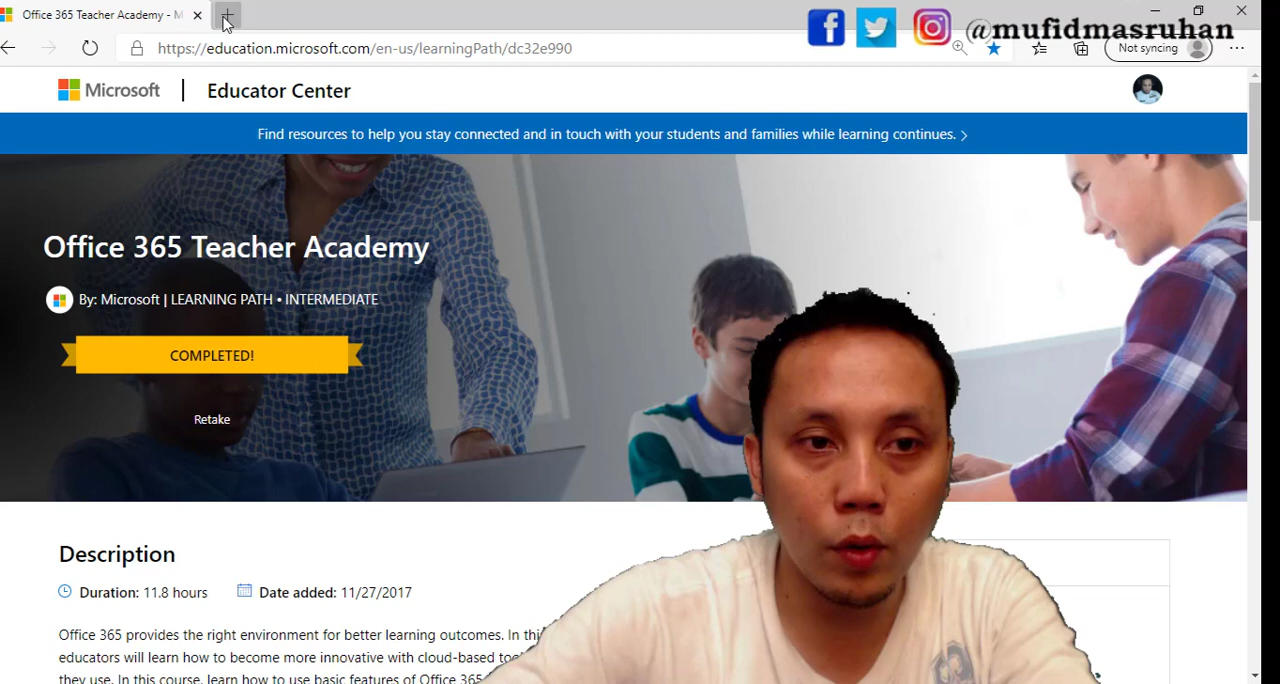 Office 365 Teacher Academy - M
@mufidmasruhan
https://education.microsoft.com/en-us/learningPath/dc32e990
Not syncing
Microsoft
Educator Center
Find resources to help you stay connected and in touch with your students and families while learning continues.
Office 365 Teacher Academy
By: Microsoft | LEARNING PATH • INTERMEDIATE
COMPLETED!
Retake
Description
Duration: 11.8 hours
Date added: 11/27/2017
Office 365 provides the right environment for better learning outcomes. In thi
educators will learn how to become more innovative with cloud-based too
they use. In this course, learn how to use basic features of Office 365